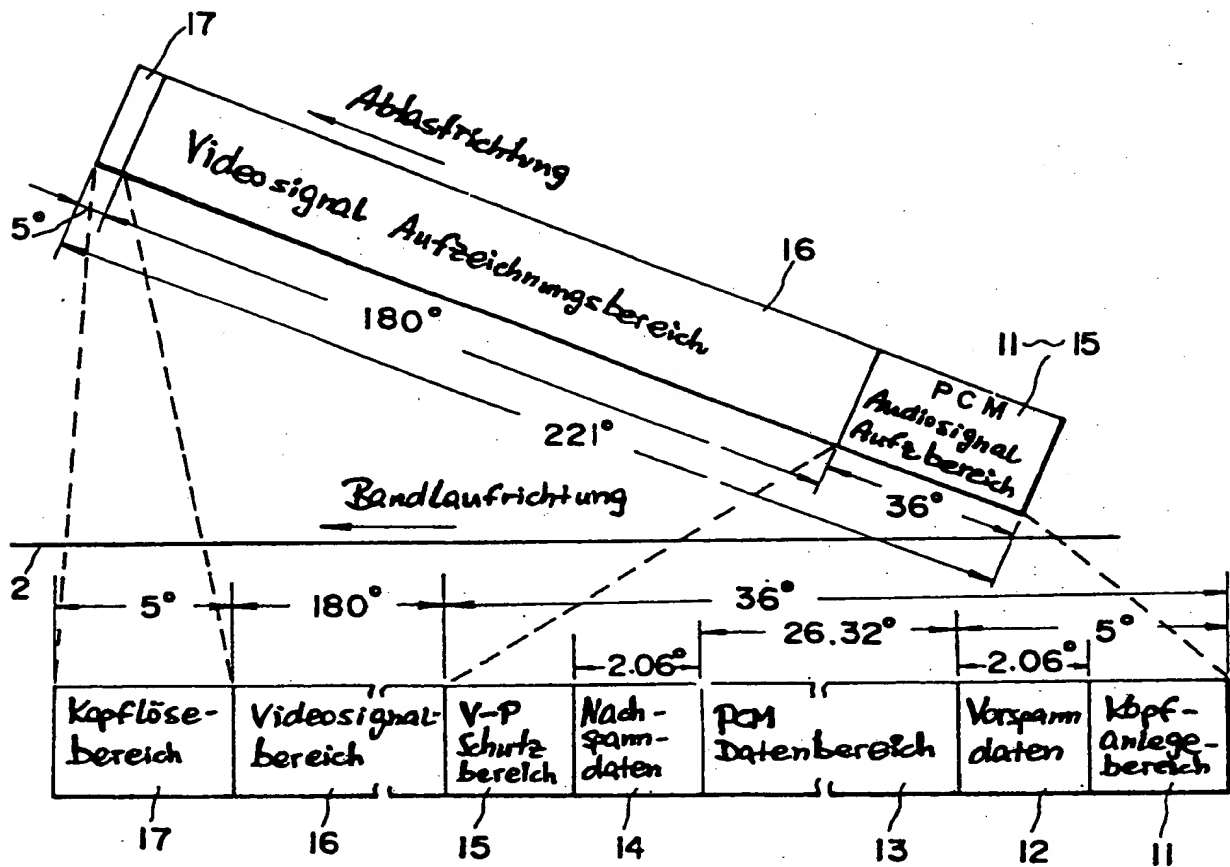 17
Abtastrichtung
Videosignal Aufzeichnungsbereich
5°
16
180°
11~15
PCM
Audiosignal
Aufzbereich
221°
36°
Bandlaufrichtung
2
5°
180°
36°
26.32°
5°
2.06°
2.06°
Kopflöse-
bereich
Videosignal-
bereich
V-P
Schutz
bereich
Nach-
spann-
daten
PCM
Datenbereich
Vorspann
daten
Kopf-
anlege-
bereich
17
16
15
14
13
12
11